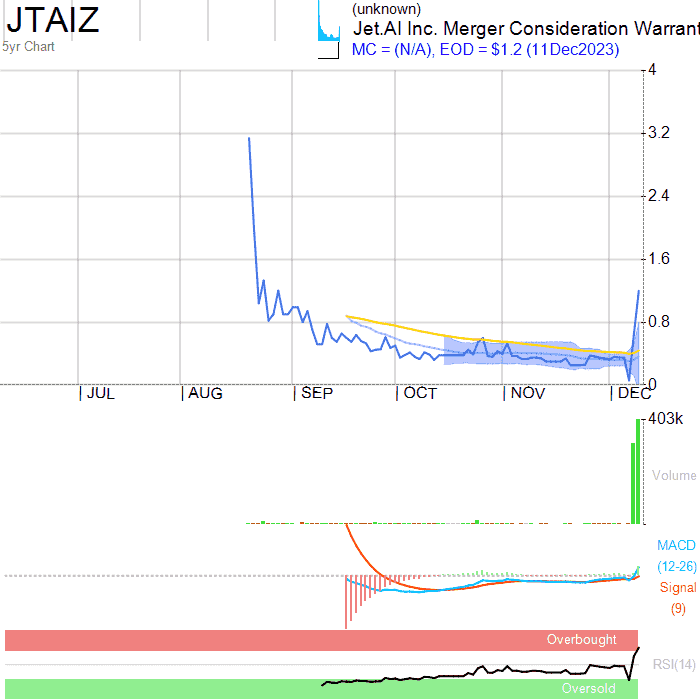 JTAIZ
(unknown)
Jet.AI Inc. Merger Consideration Warrant
5yr Chart
MC = (N/A), EOD = $1.2 (11Dec2023)
4
3.2
2.4
1.6
0.8
0
JUL
AUG
SEP
OCT
NOV
DEC
403k
Volume
MACD
(12-26)
Signal
(9)
Overbought
RSI(14)
Oversold